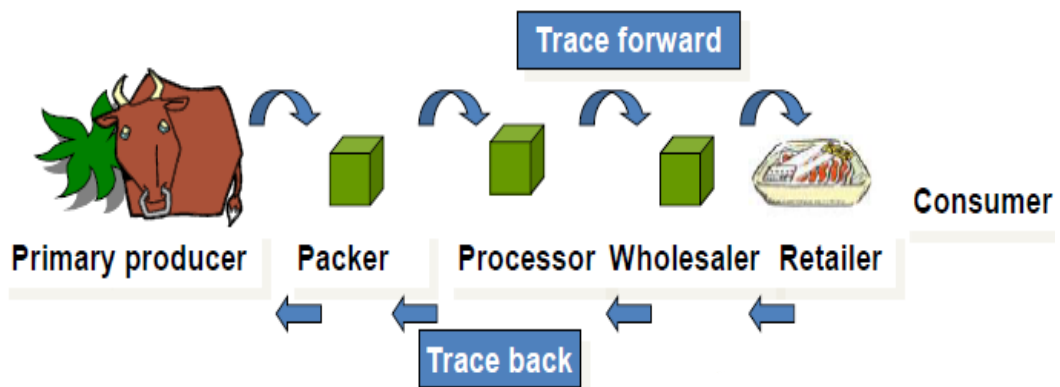 Trace forward
Consumer
Primary producer Packer Processor Wholesaler Retailer
Trace back